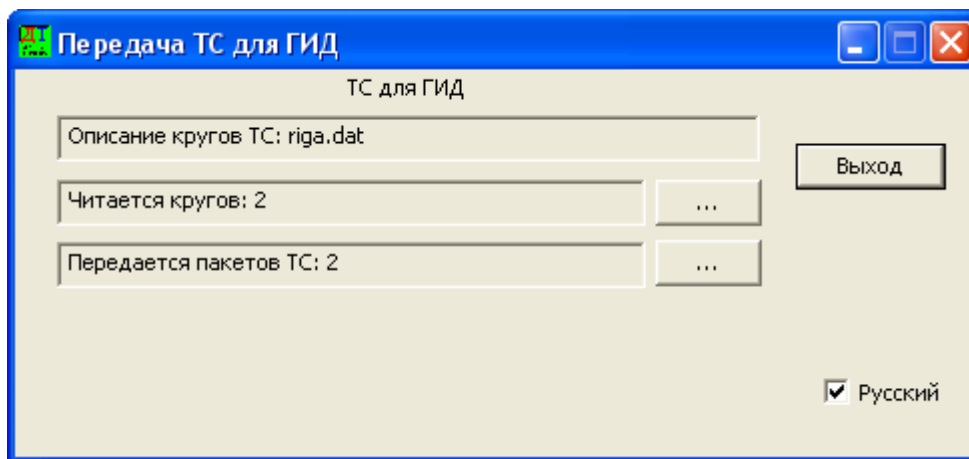 Передача ТС для ГИД
ТС для ГИД
Описание кругов ТС: riga.dat
Выход
Читается кругов: 2
...
Передается пакетов ТС: 2
...
Русский